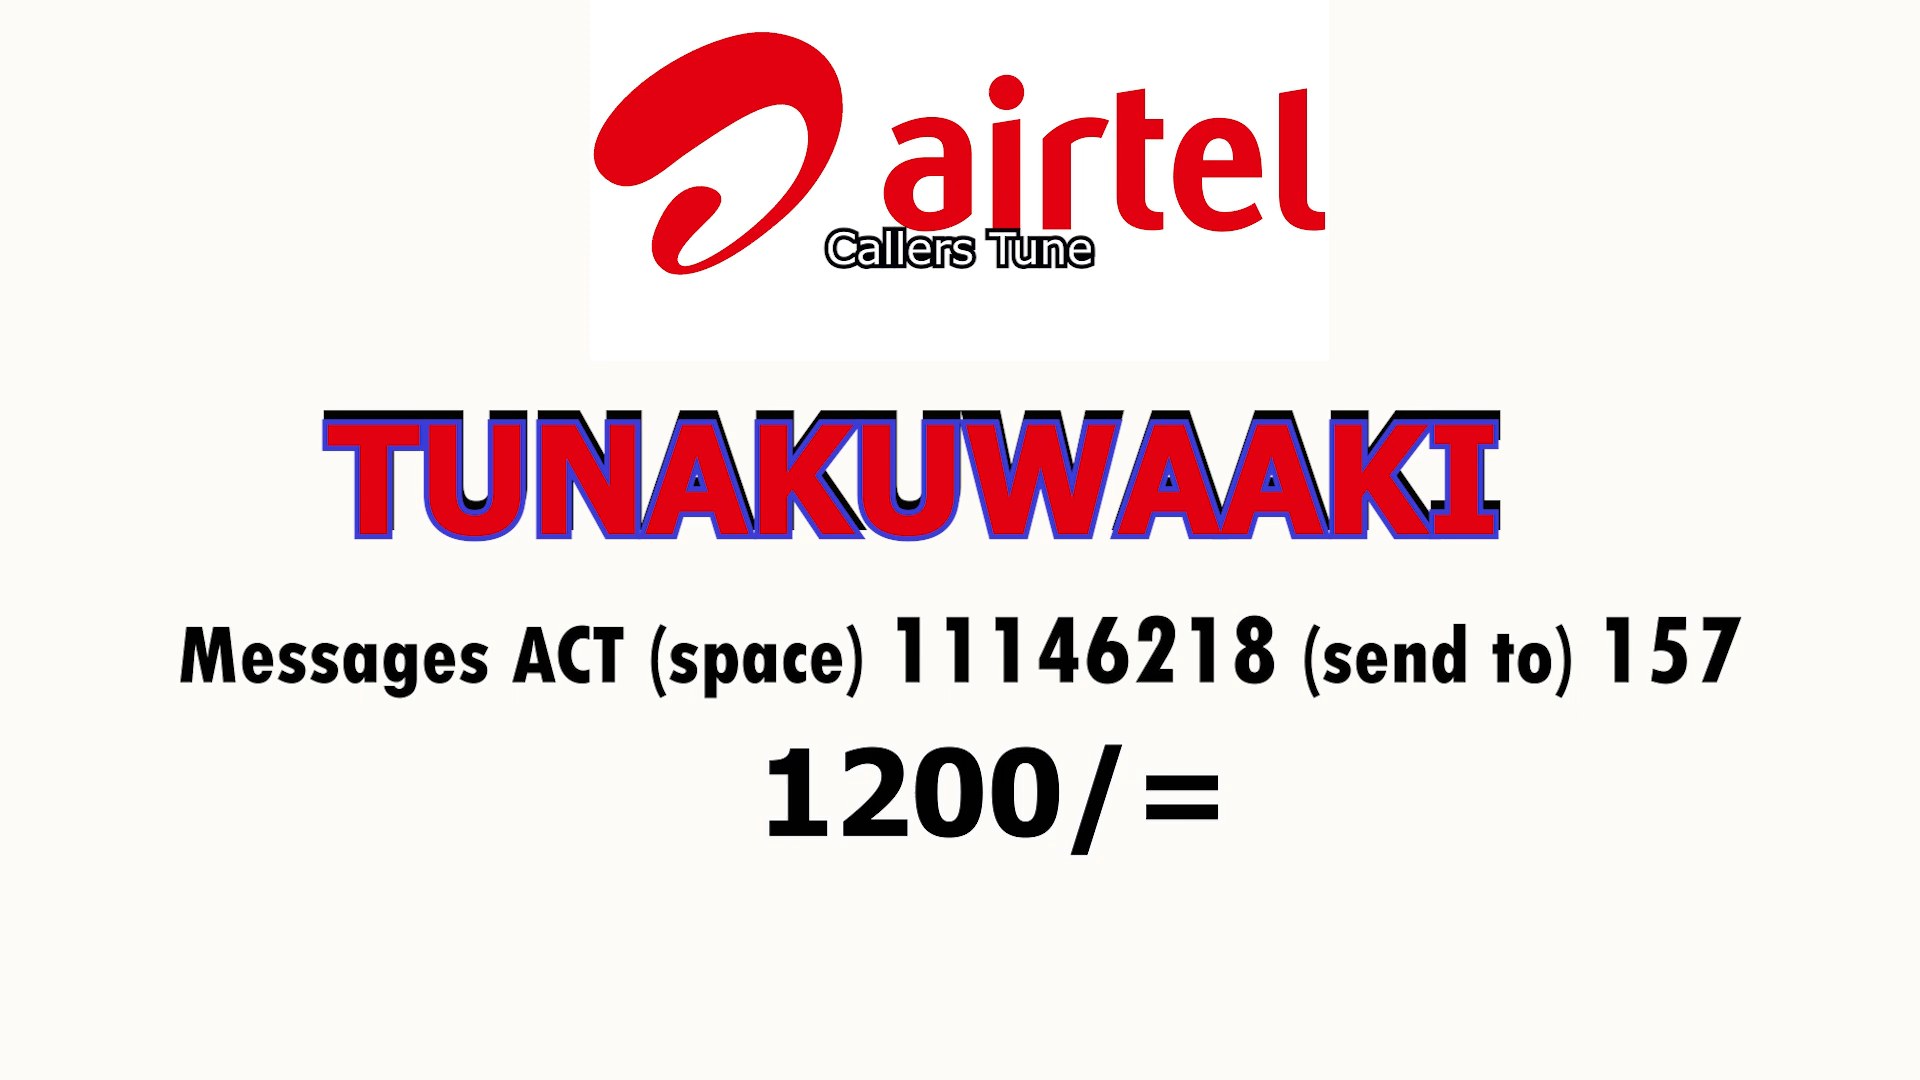 airtel
Callers Tune
TUNAKUWAAKI
Messages ACT (space) 11146218 (send to) 157
1200/=